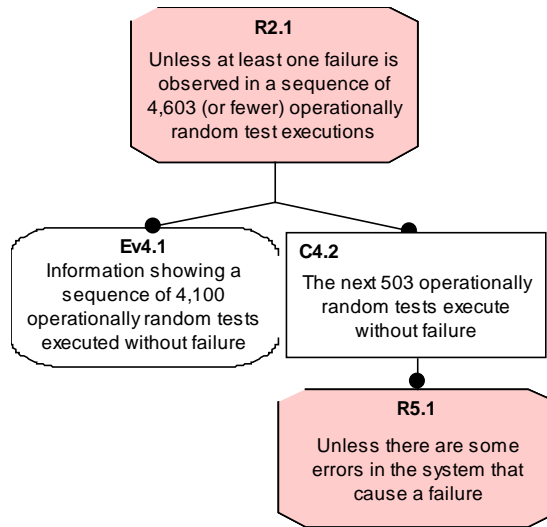 R2.1
Unless at least one failure is
observed in a sequence of
4,603 (or fewer) operationally
random test executions
Ev4.1
Information showing a
sequence of 4,100
operationally random tests
executed without failure
C4.2
The next 503 operationally
random tests execute
without failure
R5.1
Unless there are some
errors in the system that
cause a failure